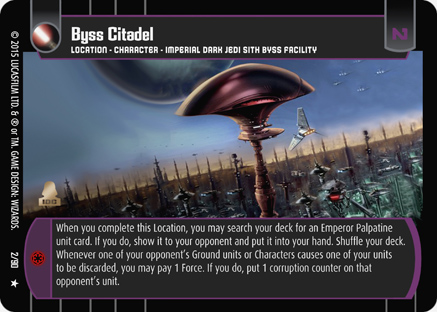 Byss Citadel
LOCATION - CHARACTER - IMPERIAL DARK JEDI SITH BYSS FACILITY
N
When you complete this Location, you may search your deck for an Emperor Palpatine
unit card. If you do, show it to your opponent and put it into your hand. Shuffle your deck.
Whenever one of your opponent's Ground units or Characters causes one of your units
to be discarded, you may pay 1 Force. If you do, put 1 corruption counter on that
opponent's unit.
© 2015 LUCASFILM LTD. & ® or TM. GAME DESIGN: WIZARDS.
2/90